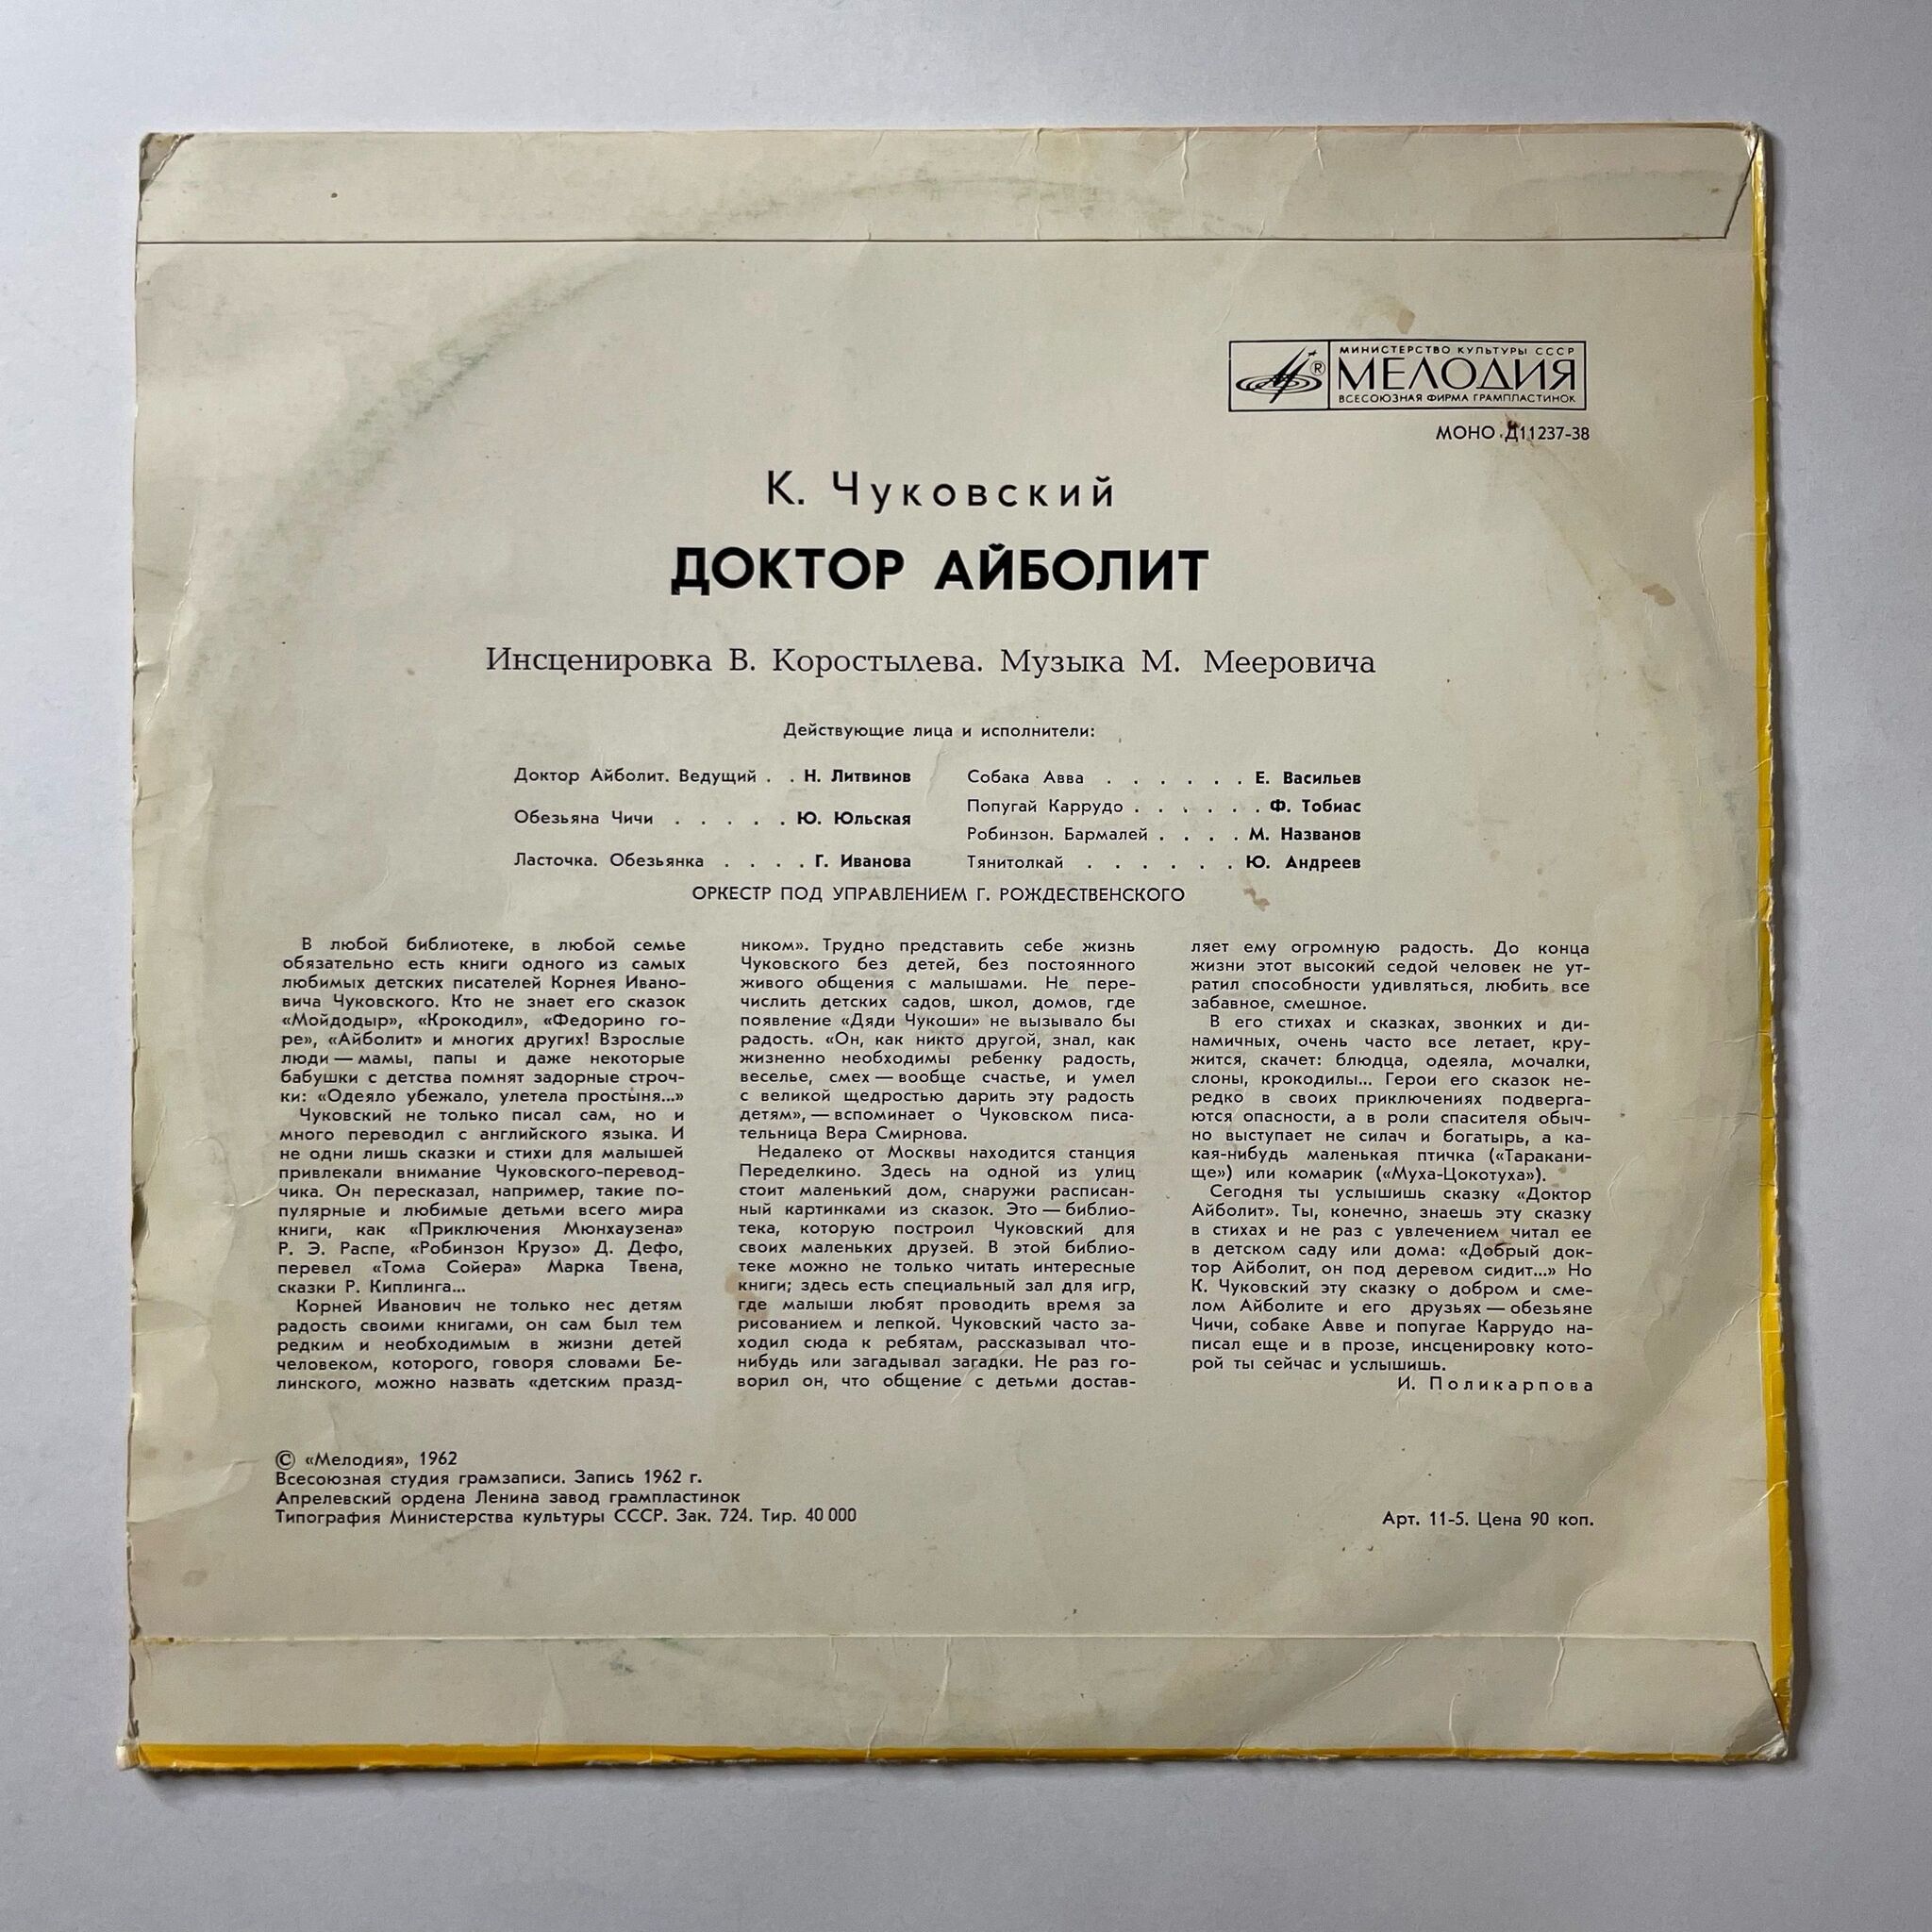 МИНИСТЕРСТВО КУЛЬТУРЫ СССР
МЕЛОДИЯ
ВСЕСОЮЗНАЯ ФИРМА ГРАМПЛАСТИНОК
МОНО Д11237-38
К. Чуковский
ДОКТОР АЙБОЛИТ
Инсценировка В. Коростылева. Музыка М. Мееровича
Действующие лица и исполнители:
Доктор Айболит. Ведущий . . Н. Литвинов
Обезьяна Чичи . . . . . Ю. Юльская
Ласточка. Обезьянка . . . . Г. Иванова
Собака Авва . . . . . . Е. Васильев
Попугай Каррудо . . . . . . Ф. Тобиас
Робинзон. Бармалей . . . . М. Названов
Тянитолкай . . . . . . Ю. Андреев
ОРКЕСТР ПОД УПРАВЛЕНИЕМ Г. РОЖДЕСТВЕНСКОГО
В любой библиотеке, в любой семье
обязательно есть книги одного из самых
любимых детских писателей Корнея Ивано-
вича Чуковского. Кто не знает его сказок
«Мойдодыр», «Крокодил», «Федорино го-
ре», «Айболит» и многих других! Взрослые
люди — мамы, папы и даже некоторые
бабушки с детства помнят задорные строч-
ки: «Одеяло убежало, улетела простыня...»
Чуковский не только писал сам, но и
много переводил с английского языка. И
не одни лишь сказки и стихи для малышей
привлекали внимание Чуковского-перевод-
чика. Он пересказал, например, такие по-
пулярные и любимые детьми всего мира
книги, как «Приключения Мюнхаузена»
Р. Э. Распе, «Робинзон Крузо» Д. Дефо,
перевел «Тома Сойера» Марка Твена,
сказки Р. Киплинга...
Корней Иванович не только нес детям
радость своими книгами, он сам был тем
редким и необходимым в жизни детей
человеком, которого, говоря словами Бе-
линского, можно назвать «детским празд-
ником». Трудно представить себе жизнь
Чуковского без детей, без постоянного
живого общения с малышами. Не пере-
числить детских садов, школ, домов, где
появление «Дяди Чукоши» не вызывало бы
радость. «Он, как никто другой, знал, как
жизненно необходимы ребенку радость,
веселье, смех — вообще счастье, и умел
с великой щедростью дарить эту радость
детям», — вспоминает о Чуковском писа-
тельница Вера Смирнова.
Недалеко от Москвы находится станция
Переделкино. Здесь на одной из улиц
стоит маленький дом, снаружи расписан-
ный картинками из сказок. Это — библио-
тека, которую построил Чуковский для
своих маленьких друзей. В этой библио-
теке можно не только читать интересные
книги; здесь есть специальный зал для игр,
где малыши любят проводить время за
рисованием и лепкой. Чуковский часто за-
ходил сюда к ребятам, рассказывал что-
нибудь или загадывал загадки. Не раз го-
ворил он, что общение с детьми достав-
ляет ему огромную радость. До конца
жизни этот высокий седой человек не ут-
ратил способности удивляться, любить все
забавное, смешное.
В его стихах и сказках, звонких и ди-
намичных, очень часто все летает, кру-
жится, скачет: блюдца, одеяла, мочалки,
слоны, крокодилы... Герои его сказок не-
редко в своих приключениях подверга-
ются опасности, а в роли спасителя обыч-
но выступает не силач и богатырь, а ка-
кая-нибудь маленькая птичка («Таракани-
ще») или комарик («Муха-Цокотуха»).
Сегодня ты услышишь сказку «Доктор
Айболит». Ты, конечно, знаешь эту сказку
в стихах и не раз с увлечением читал ее
в детском саду или дома: «Добрый док-
тор Айболит, он под деревом сидит...» Но
К. Чуковский эту сказку о добром и сме-
лом Айболите и его друзьях — обезьяне
Чичи, собаке Авве и попугае Каррудо на-
писал еще и в прозе, инсценировку кото-
рой ты сейчас и услышишь.
И. Поликарпова
© «Мелодия», 1962
Всесоюзная студия грамзаписи. Запись 1962 г.
Апрелевский ордена Ленина завод грампластинок
Типография Министерства культуры СССР. Зак. 724. Тир. 40 000
Арт. 11-5. Цена 90 коп.